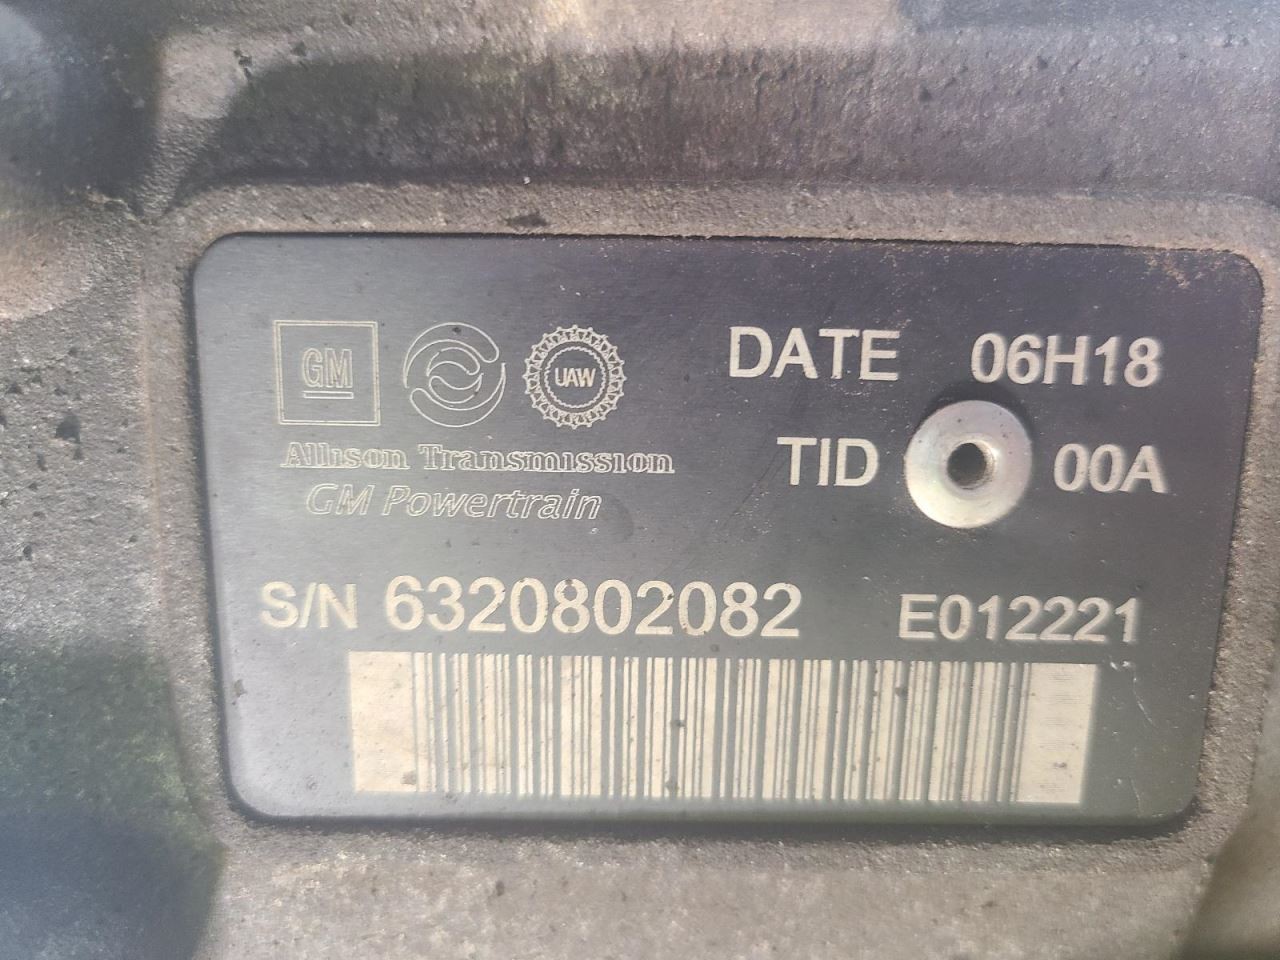 GM UAW DATE 06H18
Allison Transmission TID 00A
GM Powertrain
S/N 6320802082 E012221